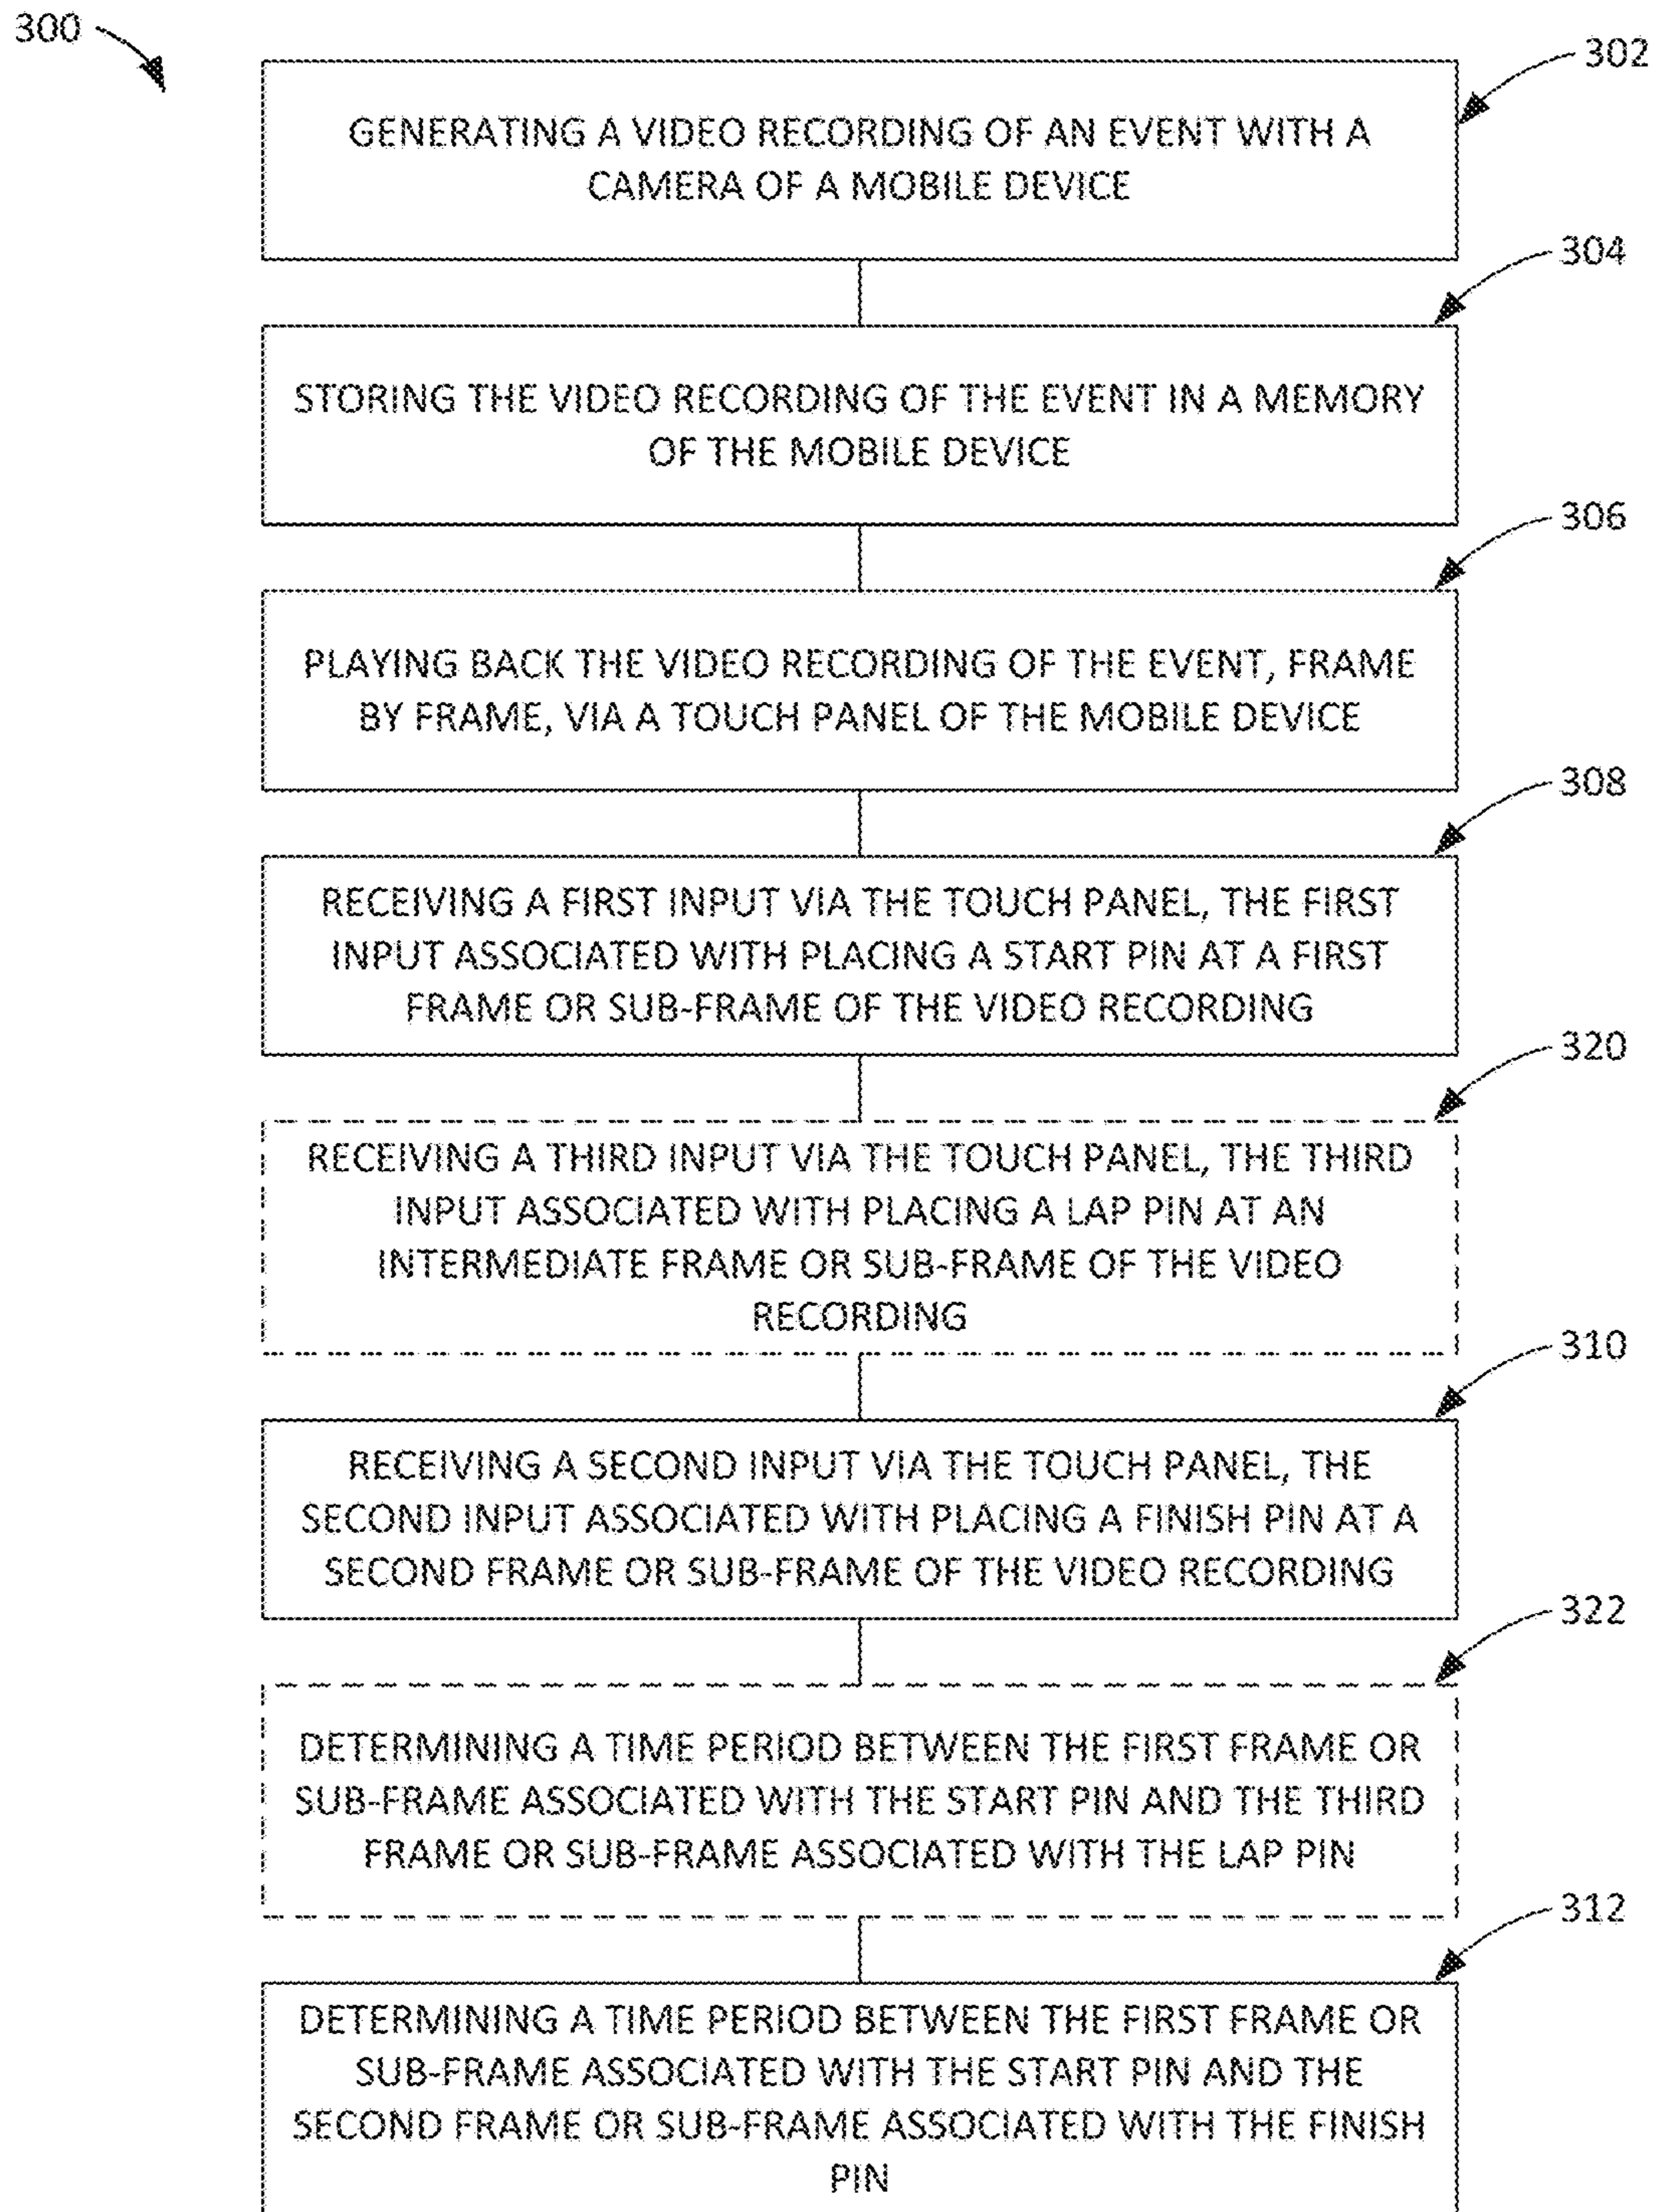 300
302
GENERATING A VIDEO RECORDING OF AN EVENT WITH A
CAMERA OF A MOBILE DEVICE
304
STORING THE VIDEO RECORDING OF THE EVENT IN A MEMORY
OF THE MOBILE DEVICE
306
PLAYING BACK THE VIDEO RECORDING OF THE EVENT, FRAME
BY FRAME, VIA A TOUCH PANEL OF THE MOBILE DEVICE
308
RECEIVING A FIRST INPUT VIA THE TOUCH PANEL, THE FIRST
INPUT ASSOCIATED WITH PLACING A START PIN AT A FIRST
FRAME OR SUB-FRAME OF THE VIDEO RECORDING
320
RECEIVING A THIRD INPUT VIA THE TOUCH PANEL, THE THIRD
INPUT ASSOCIATED WITH PLACING A LAP PIN AT AN
INTERMEDIATE FRAME OR SUB-FRAME OF THE VIDEO
RECORDING
310
RECEIVING A SECOND INPUT VIA THE TOUCH PANEL, THE
SECOND INPUT ASSOCIATED WITH PLACING A FINISH PIN AT A
SECOND FRAME OR SUB-FRAME OF THE VIDEO RECORDING
322
DETERMINING A TIME PERIOD BETWEEN THE FIRST FRAME OR
SUB-FRAME ASSOCIATED WITH THE START PIN AND THE THIRD
FRAME OR SUB-FRAME ASSOCIATED WITH THE LAP PIN
312
DETERMINING A TIME PERIOD BETWEEN THE FIRST FRAME OR
SUB-FRAME ASSOCIATED WITH THE START PIN AND THE
SECOND FRAME OR SUB-FRAME ASSOCIATED WITH THE FINISH
PIN